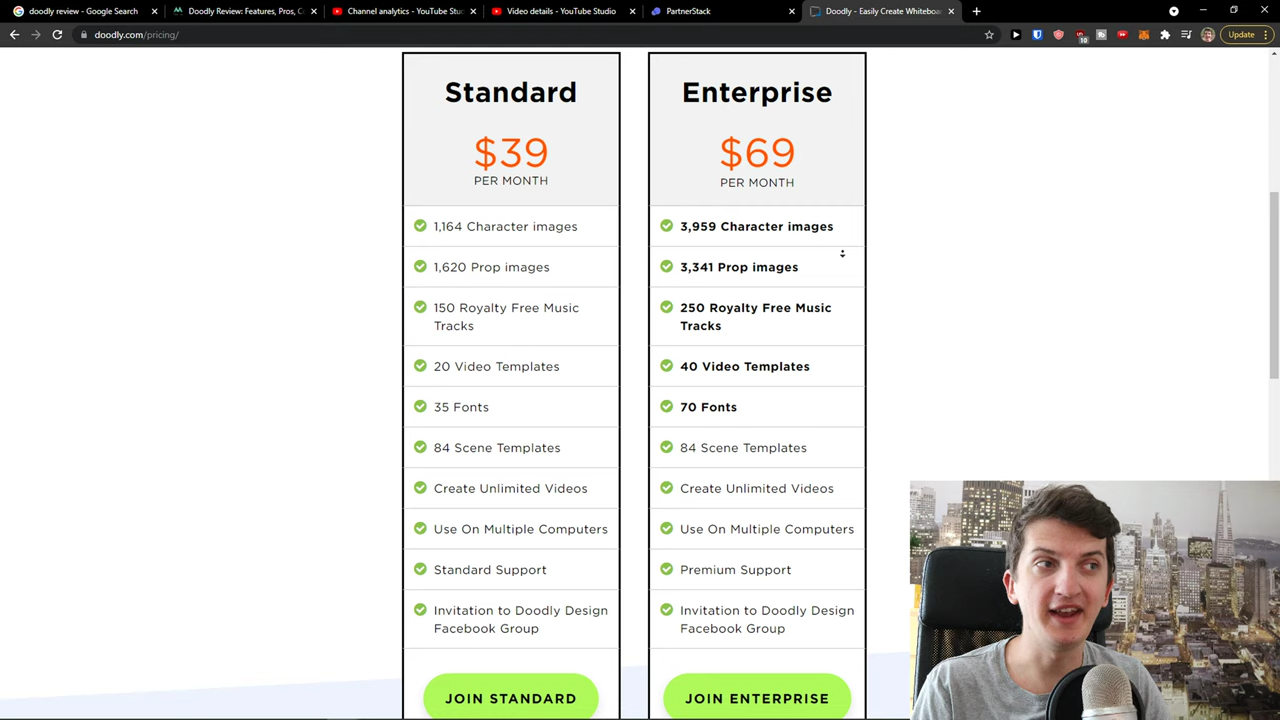 doodly review - Google Search
Doodly Review: Features, Pros, C
Channel analytics - YouTube Stu
Video details - YouTube Studio
PartnerStack
Doodly - Easily Create Whiteboa
doodly.com/pricing/
10
Update
Standard
$39
PER MONTH
1,164 Character images
1,620 Prop images
150 Royalty Free Music
Tracks
20 Video Templates
35 Fonts
84 Scene Templates
Create Unlimited Videos
Use On Multiple Computers
Standard Support
Invitation to Doodly Design
Facebook Group
JOIN STANDARD
Enterprise
$69
PER MONTH
3,959 Character images
3,341 Prop images
250 Royalty Free Music
Tracks
40 Video Templates
70 Fonts
84 Scene Templates
Create Unlimited Videos
Use On Multiple Computers
Premium Support
Invitation to Doodly Design
Facebook Group
JOIN ENTERPRISE